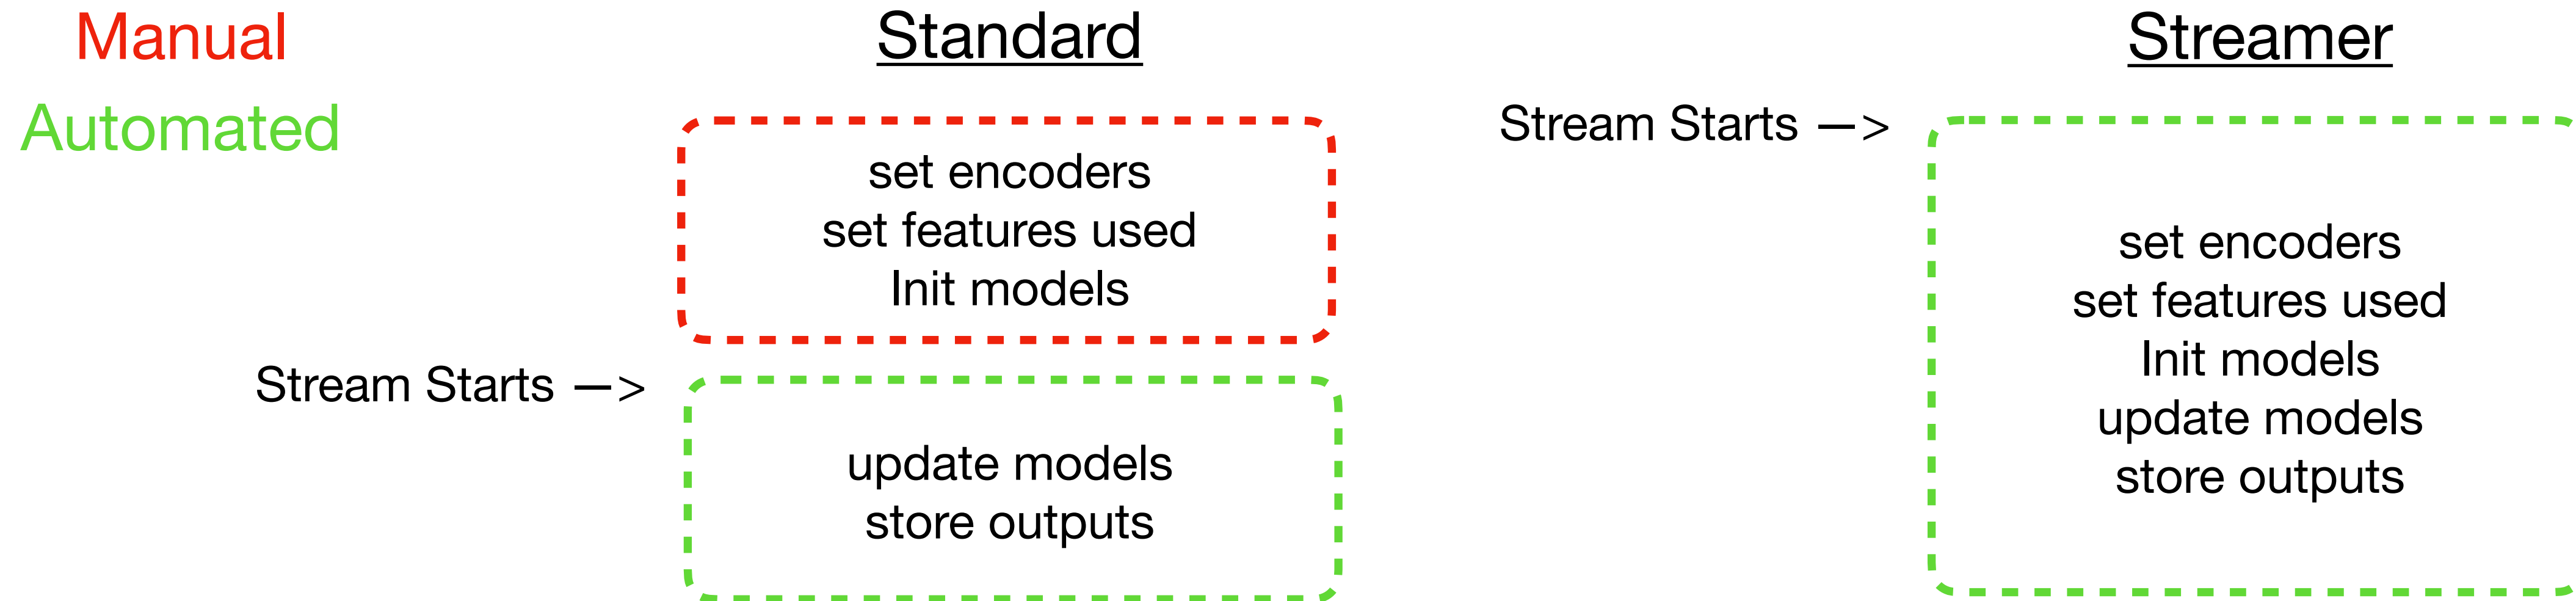 Manual
Automated
Standard
set encoders
set features used
Init models
Stream Starts —>
update models
store outputs
Streamer
Stream Starts —>
set encoders
set features used
Init models
update models
store outputs